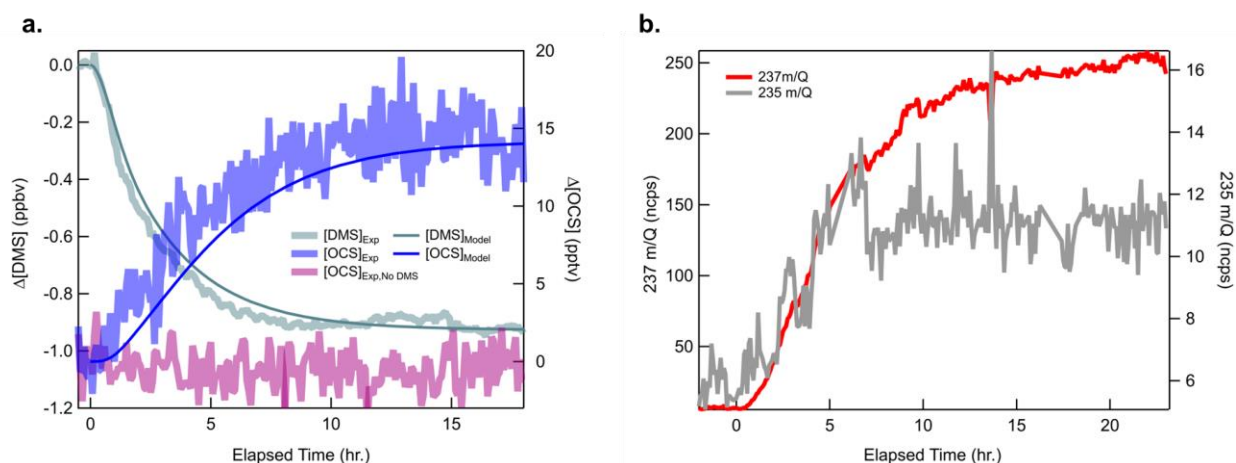 a.
Δ[DMS] (ppbv)
0.0
-0.2
-0.4
-0.6
-0.8
-1.0
-1.2
[DMS]Exp [DMS]Model
[OCS]Exp [OCS]Model
[OCS]Exp,No DMS
20
15
10
5
0
Δ[OCS] (pptv)
0 5 10 15
Elapsed Time (hr.)
b.
237 m/Q (ncps)
250
200
150
100
50
237m/Q
235 m/Q
16
14
12
10
8
6
235 m/Q (ncps)
0 5 10 15 20
Elapsed Time (hr.)